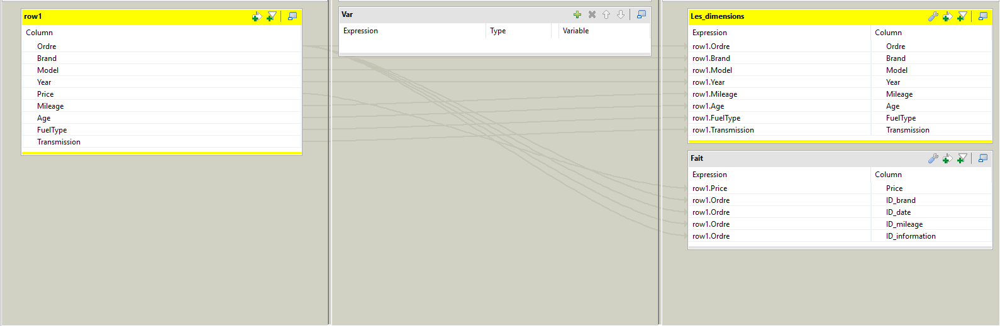 row1
Column
Ordre
Brand
Model
Year
Price
Mileage
Age
FuelType
Transmission
Var
Expression Type Variable
Les_dimensions
Expression Column
row1.Ordre Ordre
row1.Brand Brand
row1.Model Model
row1.Year Year
row1.Mileage Mileage
row1.Age Age
row1.FuelType FuelType
row1.Transmission Transmission
Fait
Expression Column
row1.Price Price
row1.Ordre ID_brand
row1.Ordre ID_date
row1.Ordre ID_mileage
row1.Ordre ID_information